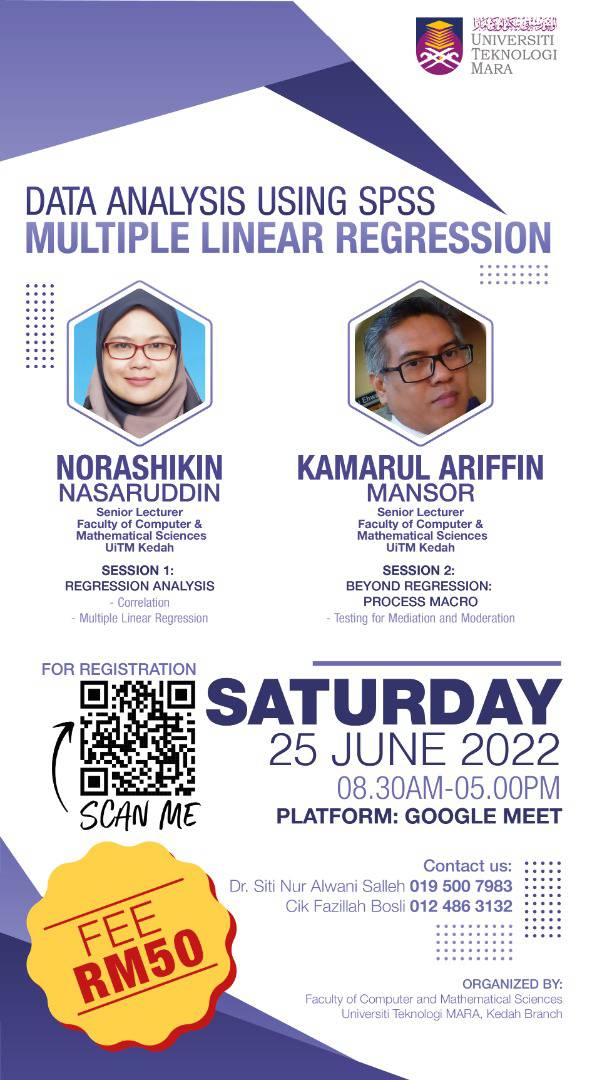 UNIVERSITI
TEKNOLOGI
MARA
DATA ANALYSIS USING SPSS
MULTIPLE LINEAR REGRESSION
NORASHIKIN
NASARUDDIN
Senior Lecturer
Faculty of Computer &
Mathematical Sciences
UiTM Kedah
SESSION 1:
REGRESSION ANALYSIS
- Correlation
- Multiple Linear Regression
KAMARUL ARIFFIN
MANSOR
Senior Lecturer
Faculty of Computer &
Mathematical Sciences
UiTM Kedah
SESSION 2:
BEYOND REGRESSION:
PROCESS MACRO
- Testing for Mediation and Moderation
FOR REGISTRATION
SCAN ME
SATURDAY
25 JUNE 2022
08.30AM-05.00PM
PLATFORM: GOOGLE MEET
FEE
RM50
Contact us:
Dr. Siti Nur Alwani Salleh 019 500 7983
Cik Fazillah Bosli 012 486 3132
ORGANIZED BY:
Faculty of Computer and Mathematical Sciences
Universiti Teknologi MARA, Kedah Branch